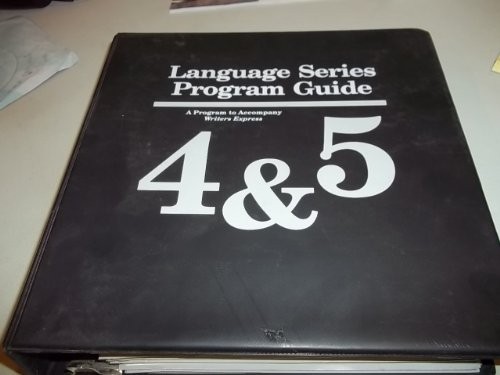 Language Series
Program Guide
A Program to Accompany
Writers Express
4&5